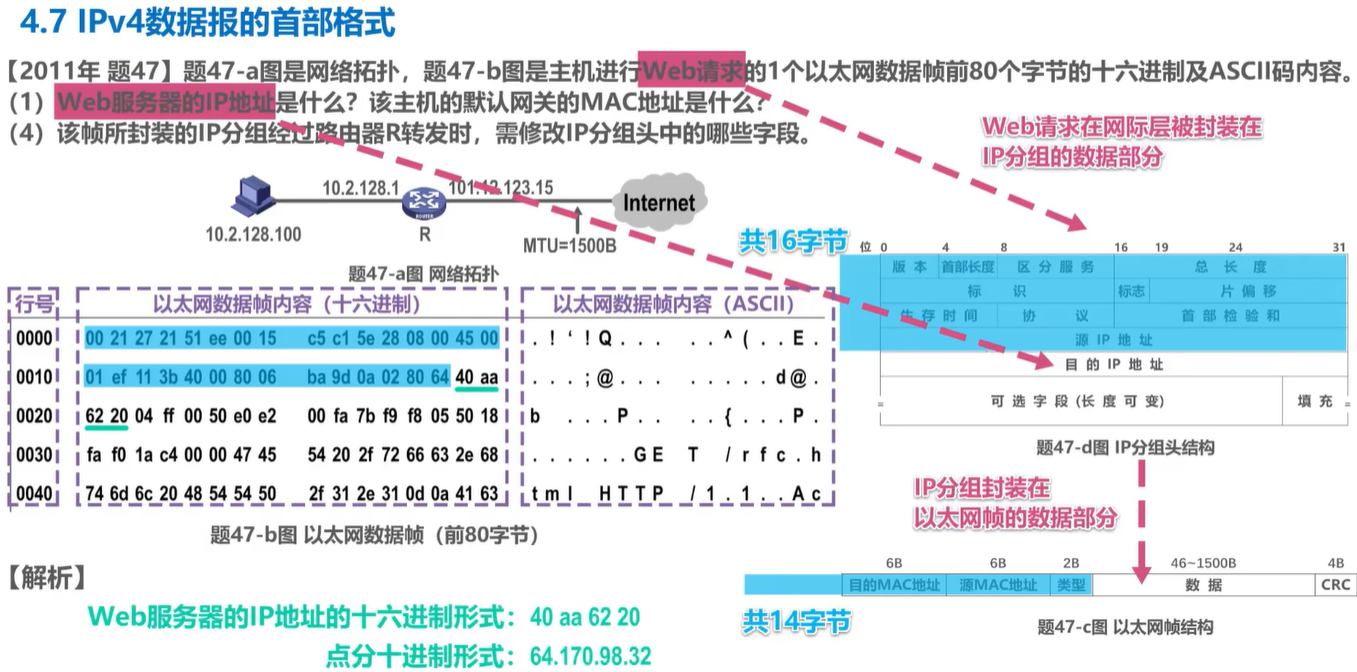 4.7 IPv4数据报的首部格式
【2011年 题47】题47-a图是网络拓扑，题47-b图是主机进行Web请求的1个以太网数据帧前80个字节的十六进制及ASCII码内容。
（1）Web服务器的IP地址是什么？该主机的默认网关的MAC地址是什么？
（4）该帧所封装的IP分组经过路由器R转发时，需修改IP分组头中的哪些字段。
Web请求在网际层被封装在
IP分组的数据部分
10.2.128.1
101.12.123.15
Internet
ROUTER
10.2.128.100
R
MTU=1500B
题47-a图 网络拓扑
共16字节
位 0 4 8 16 19 24 31
版本 首部长度 区分服务 总长度
标识 标志 片偏移
生存时间 协议 首部检验和
源IP地址
目的IP地址
可选字段(长度可变) 填充
题47-d图 IP分组头结构
行号 以太网数据帧内容（十六进制） 以太网数据帧内容（ASCII）
0000 00 21 27 21 51 ee 00 15 c5 c1 5e 28 08 00 45 00 . ! ‘ ! Q . . . . . ^ ( . . E .
0010 01 ef 11 3b 40 00 80 06 ba 9d 0a 02 80 64 40 aa . . . ; @ . . . . . . . . d @ .
0020 62 20 04 ff 00 50 e0 e2 00 fa 7b f9 f8 05 50 18 b . . . P . . . . { . . . P .
0030 fa f0 1a c4 00 00 47 45 54 20 2f 72 66 63 2e 68 . . . . . . G E T / r f c . h
0040 74 6d 6c 20 48 54 54 50 2f 31 2e 31 0d 0a 41 63 t m l H T T P / 1 . 1 . . A c
题47-b图 以太网数据帧（前80字节）
IP分组封装在
以太网帧的数据部分
6B 6B 2B 46~1500B 4B
目的MAC地址 源MAC地址 类型 数据 CRC
共14字节
题47-c图 以太网帧结构
【解析】
Web服务器的IP地址的十六进制形式：40 aa 62 20
点分十进制形式：64.170.98.32